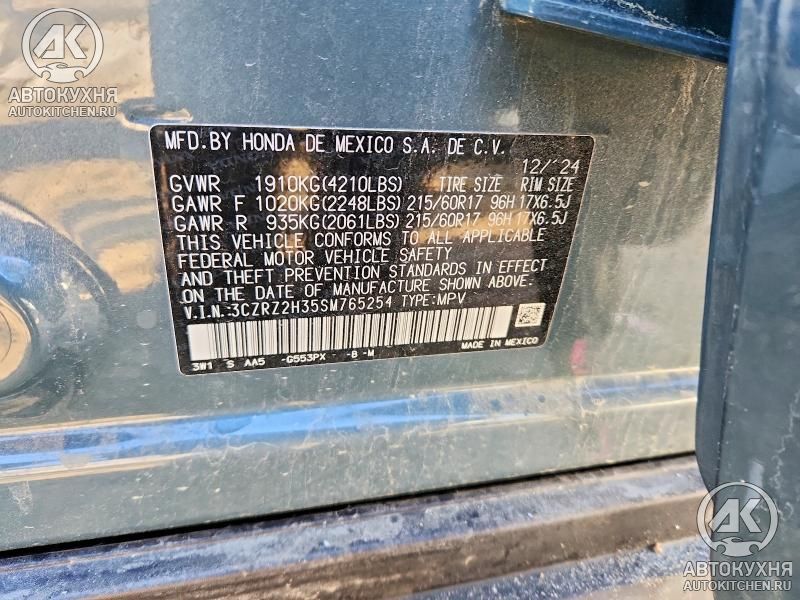 АВТОКУХНЯ
AUTOKITCHEN.RU
MFD.BY HONDA DE MEXICO S.A. DE C.V.
12/'24
GVWR 1910KG(4210LBS) TIRE SIZE RIM SIZE
GAWR F 1020KG(2248LBS) 215/60R17 96H 17X6.5J
GAWR R 935KG(2061LBS) 215/60R17 96H 17X6.5J
THIS VEHICLE CONFORMS TO ALL APPLICABLE
FEDERAL MOTOR VEHICLE SAFETY
AND THEFT PREVENTION STANDARDS IN EFFECT
ON THE DATE OF MANUFACTURE SHOWN ABOVE.
V.I.N.:3CZRZ2H35SM765254 TYPE:MPV
3W1 S AA5 -G553PX -B -M MADE IN MEXICO
АВТОКУХНЯ
AUTOKITCHEN.RU